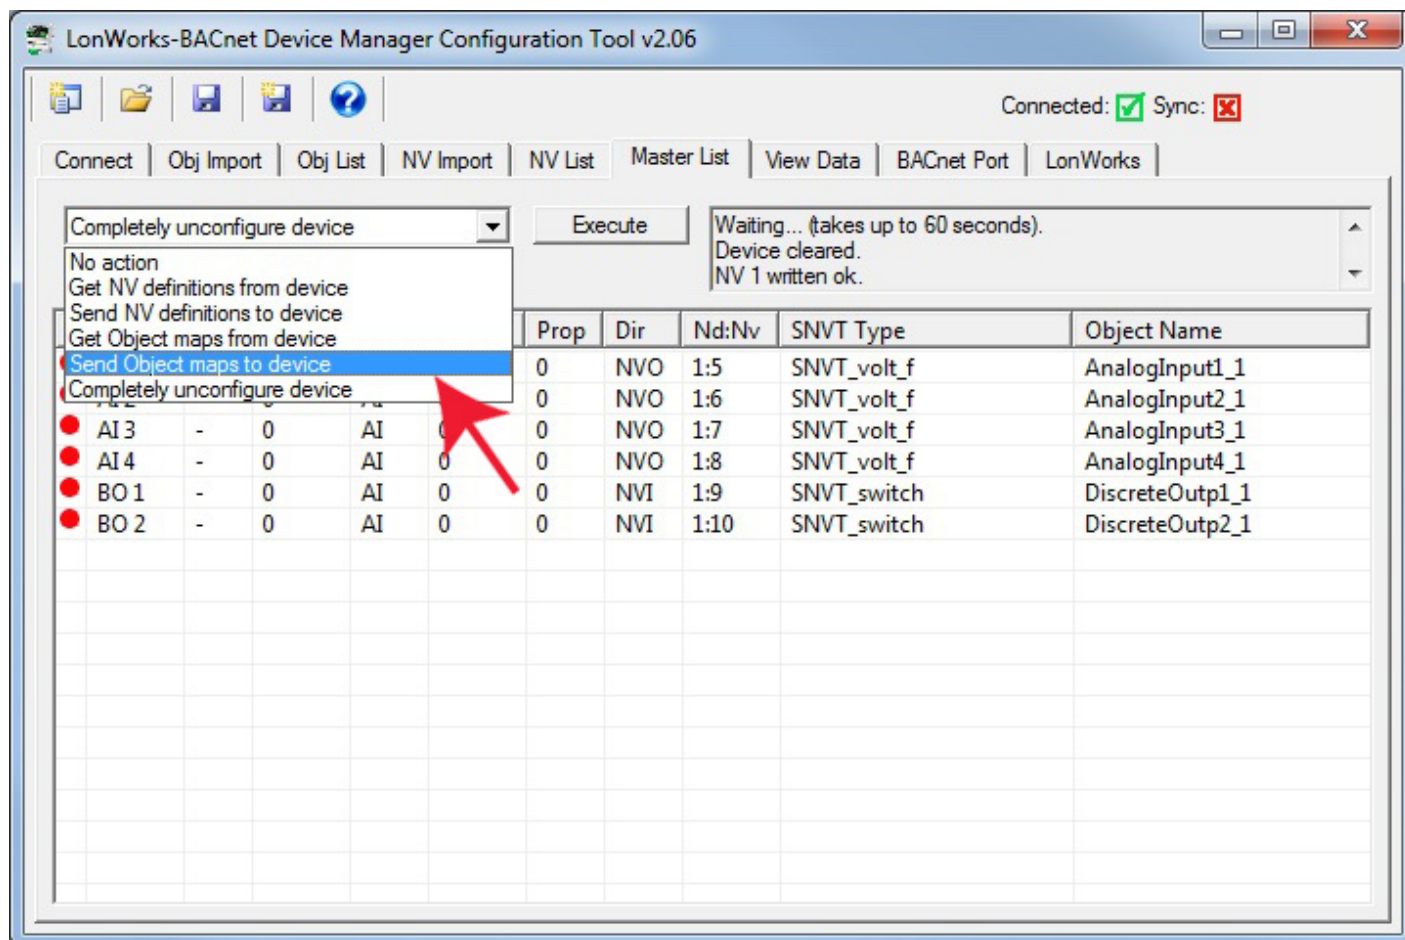 LonWorks-BACnet Device Manager Configuration Tool v2.06
Connected: Sync:
Connect Obj Import Obj List NV Import NV List Master List View Data BACnet Port LonWorks
Completely unconfigure device
Execute
Waiting... (takes up to 60 seconds).
Device cleared.
NV 1 written ok.
No action
Get NV definitions from device
Send NV definitions to device
Get Object maps from device
Send Object maps to device
Completely unconfigure device
Prop Dir Nd:Nv SNVT Type Object Name
0 NVO 1:5 SNVT_volt_f AnalogInput1_1
0 NVO 1:6 SNVT_volt_f AnalogInput2_1
AI 3 - 0 AI 0 0 NVO 1:7 SNVT_volt_f AnalogInput3_1
AI 4 - 0 AI 0 0 NVO 1:8 SNVT_volt_f AnalogInput4_1
BO 1 - 0 AI 0 0 NVI 1:9 SNVT_switch DiscreteOutp1_1
BO 2 - 0 AI 0 0 NVI 1:10 SNVT_switch DiscreteOutp2_1